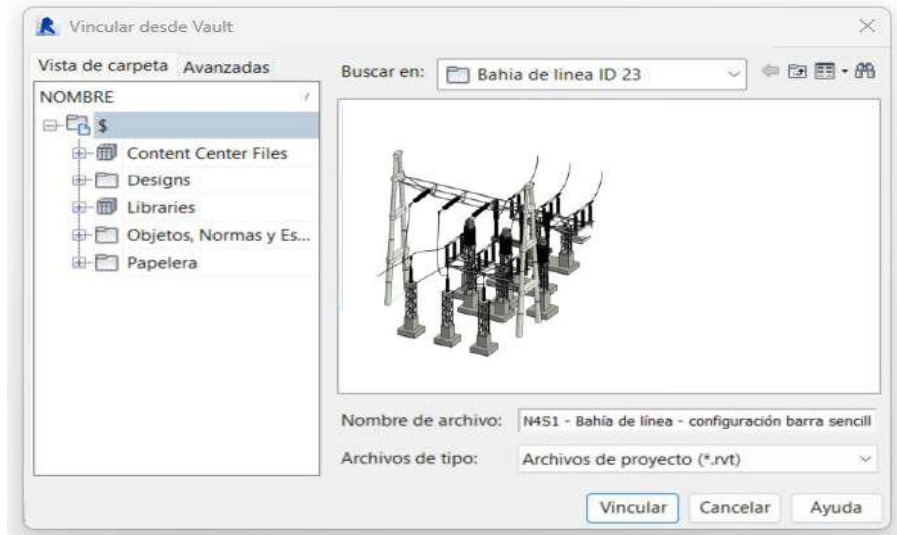 Vincular desde Vault
Vista de carpeta Avanzadas
Buscar en: Bahia de linea ID 23
NOMBRE
$
Content Center Files
Designs
Libraries
Objetos, Normas y Es...
Papelera
Nombre de archivo: N4S1 - Bahía de línea - configuración barra sencill
Archivos de tipo: Archivos de proyecto (*.rvt)
Vincular Cancelar Ayuda